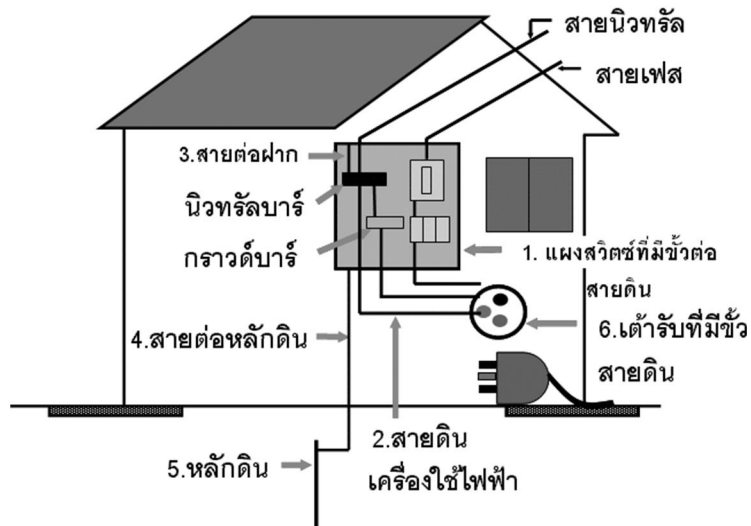 สายนิวทรัล
สายเฟส
3.สายต่อฝาก
นิวทรัลบาร์
กราวด์บาร์
1. แผงสวิตซ์ที่มีขั้วต่อ
สายดิน
4.สายต่อหลักดิน
6.เต้ารับที่มีขั้ว
สายดิน
2.สายดิน
เครื่องใช้ไฟฟ้า
5.หลักดิน